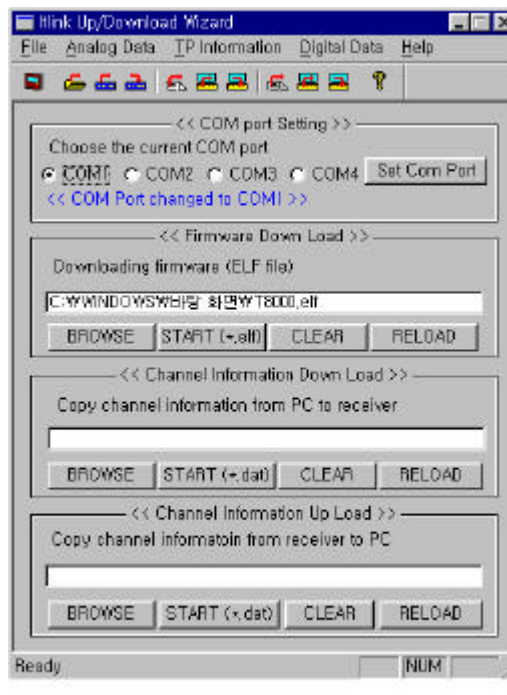 Hlink Up/Download Wizard
File Analog Data TP Information Digital Data Help
<< COM port Setting >>
Choose the current COM port
COM1 COM2 COM3 COM4 Set Com Port
<< COM Port changed to COM1 >>
<< Firmware Down Load >>
Downloading firmware (ELF file)
C:₩WINDOWS₩바탕 화면₩T8000.elf
BROWSE START (*.elf) CLEAR RELOAD
<< Channel Information Down Load >>
Copy channel information from PC to receiver
BROWSE START (*.dat) CLEAR RELOAD
<< Channel Information Up Load >>
Copy channel informatoin from receiver to PC
BROWSE START (*.dat) CLEAR RELOAD
Ready NUM